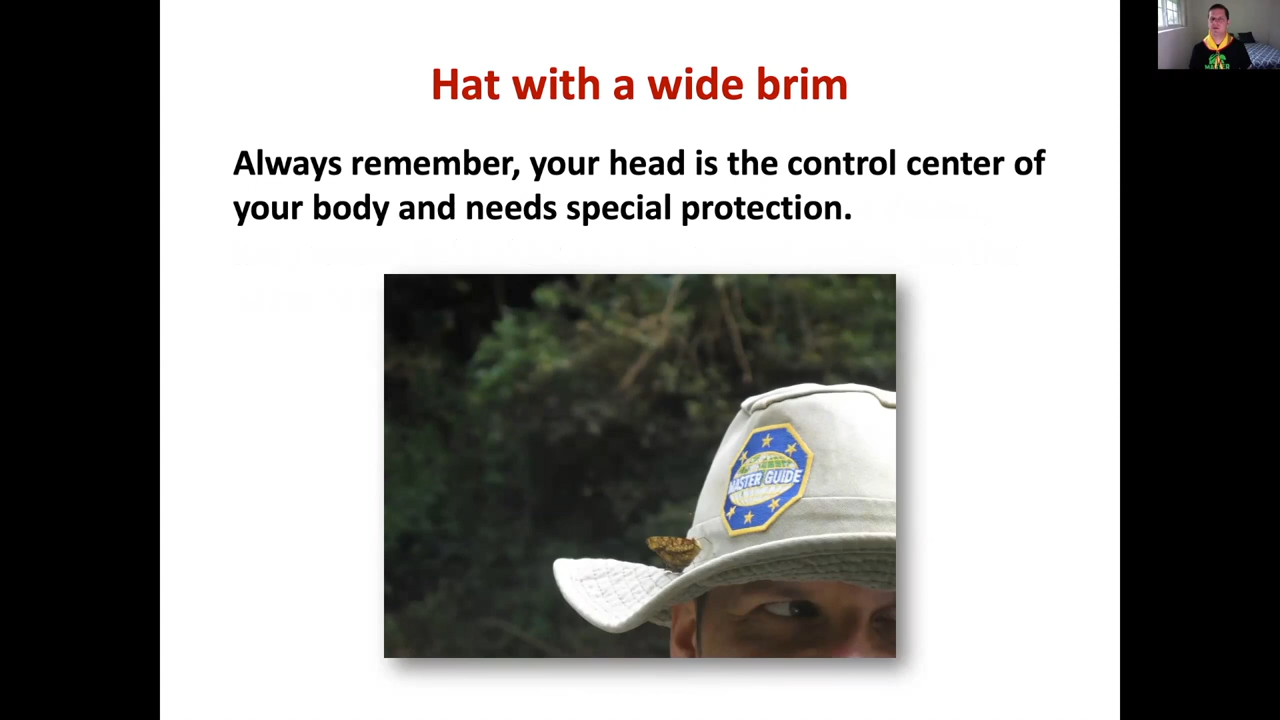 Hat with a wide brim
Always remember, your head is the control center of
your body and needs special protection.
MASTER GUIDE